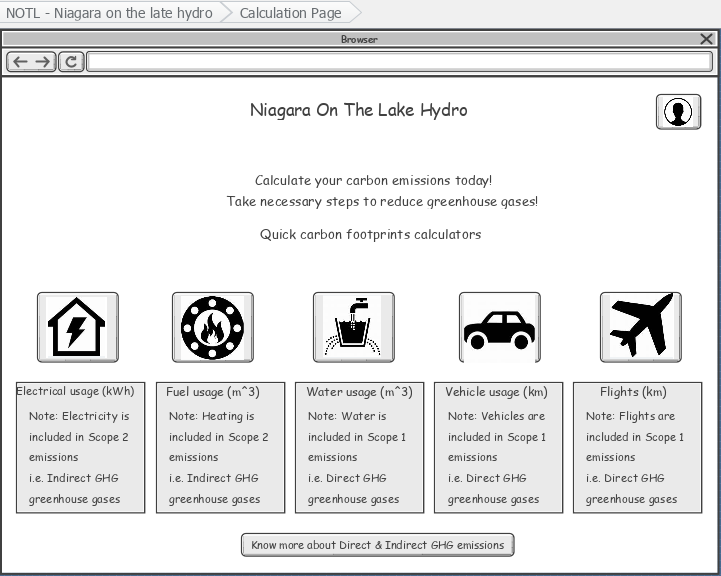 NOTL - Niagara on the late hydro
Calculation Page
Browser
Niagara On The Lake Hydro
Calculate your carbon emissions today!
Take necessary steps to reduce greenhouse gases!
Quick carbon footprints calculators
Electrical usage (kWh)
Note: Electricity is
included in Scope 2
emissions
i.e. Indirect GHG
greenhouse gases
Fuel usage (m^3)
Note: Heating is
included in Scope 2
emissions
i.e. Indirect GHG
greenhouse gases
Water usage (m^3)
Note: Water is
included in Scope 1
emissions
i.e. Direct GHG
greenhouse gases
Vehicle usage (km)
Note: Vehicles are
included in Scope 1
emissions
i.e. Direct GHG
greenhouse gases
Flights (km)
Note: Flights are
included in Scope 1
emissions
i.e. Direct GHG
greenhouse gases
Know more about Direct & Indirect GHG emissions